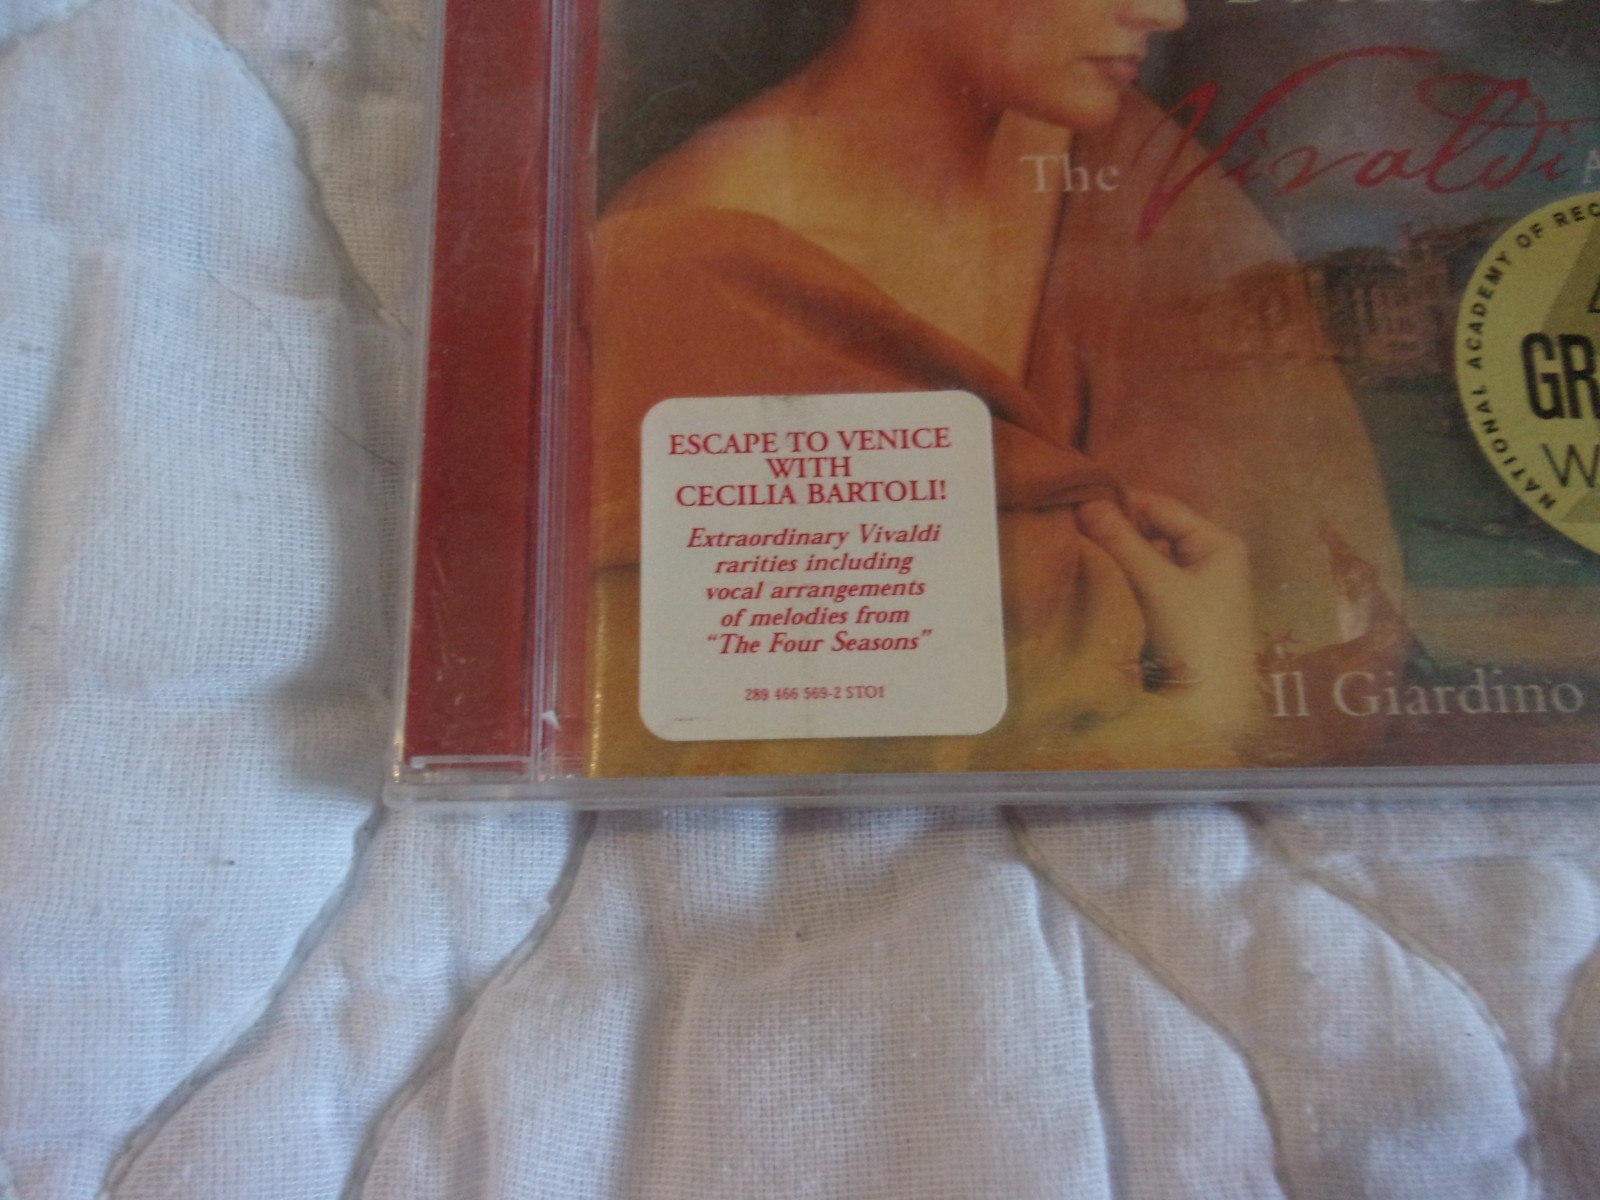 The Vivaldi
NATIONAL ACADEMY OF REC
GR
W
ESCAPE TO VENICE
WITH
CECILIA BARTOLI!
Extraordinary Vivaldi
rarities including
vocal arrangements
of melodies from
“The Four Seasons”
289 466 569-2 STO1
Il Giardino